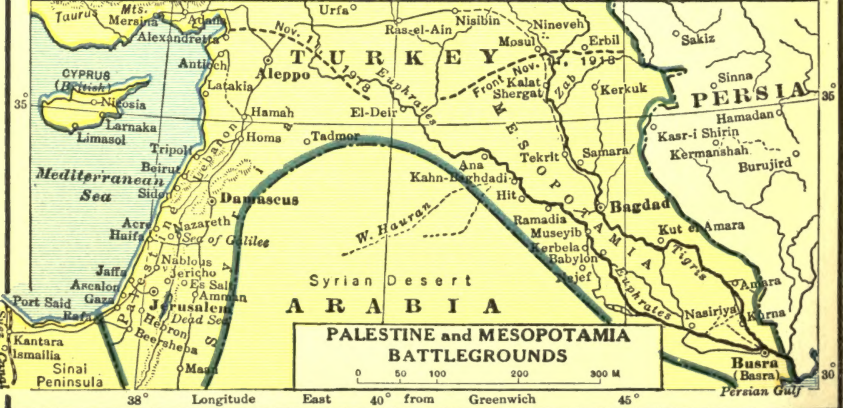 Taurus Mts.
Mersina
Adana
Urfa
Ras-el-Ain
Nisibin
Nineveh
Sakiz
Alexandretta
Nov. 1
1918
TURKEY
Mosul
Erbil
Antioch
Aleppo
Front Nov. 1, 1918
Kalat Shergat
Zab
Sinna
CYPRUS
(British)
Latakia
Euphrates
Kerkuk
PERSIA
35
35
Nicosia
Hamah
El-Deir
Hamadan
Larnaka
Limasol
Homs
Tadmor
MESOPOTAMIA
Kasr-i Shirin
Tripoli
Lebanon
Kermanshah
Beirut
Tekrit
Samara
Burujird
Mediterranean
Sea
Sidon
Ana
Kahn-Baghdadi
Damascus
Hit
Bagdad
Syria
Acre
Haifa
Nazareth
Sea of Galilee
W. Hauran
Ramadia
Museyib
Kut el Amara
Kerbela
Babylon
Tigris
Palestine
Nablous
Jericho
Jaffa
Es Salt
Syrian Desert
Nejef
Euphrates
Amara
Ascalon
Gaza
Amman
Port Said
Rafa
Jerusalem
Dead Sea
ARABIA
Nasiriya
Korna
Hebron
Beersheba
PALESTINE and MESOPOTAMIA
BATTLEGROUNDS
Kantara
Ismailia
Suez Canal
Sinai
Peninsula
Maan
0 50 100 200 300 M
Busra
(Basra)
30
Persian Gulf
38° Longitude East 40° from Greenwich 45°